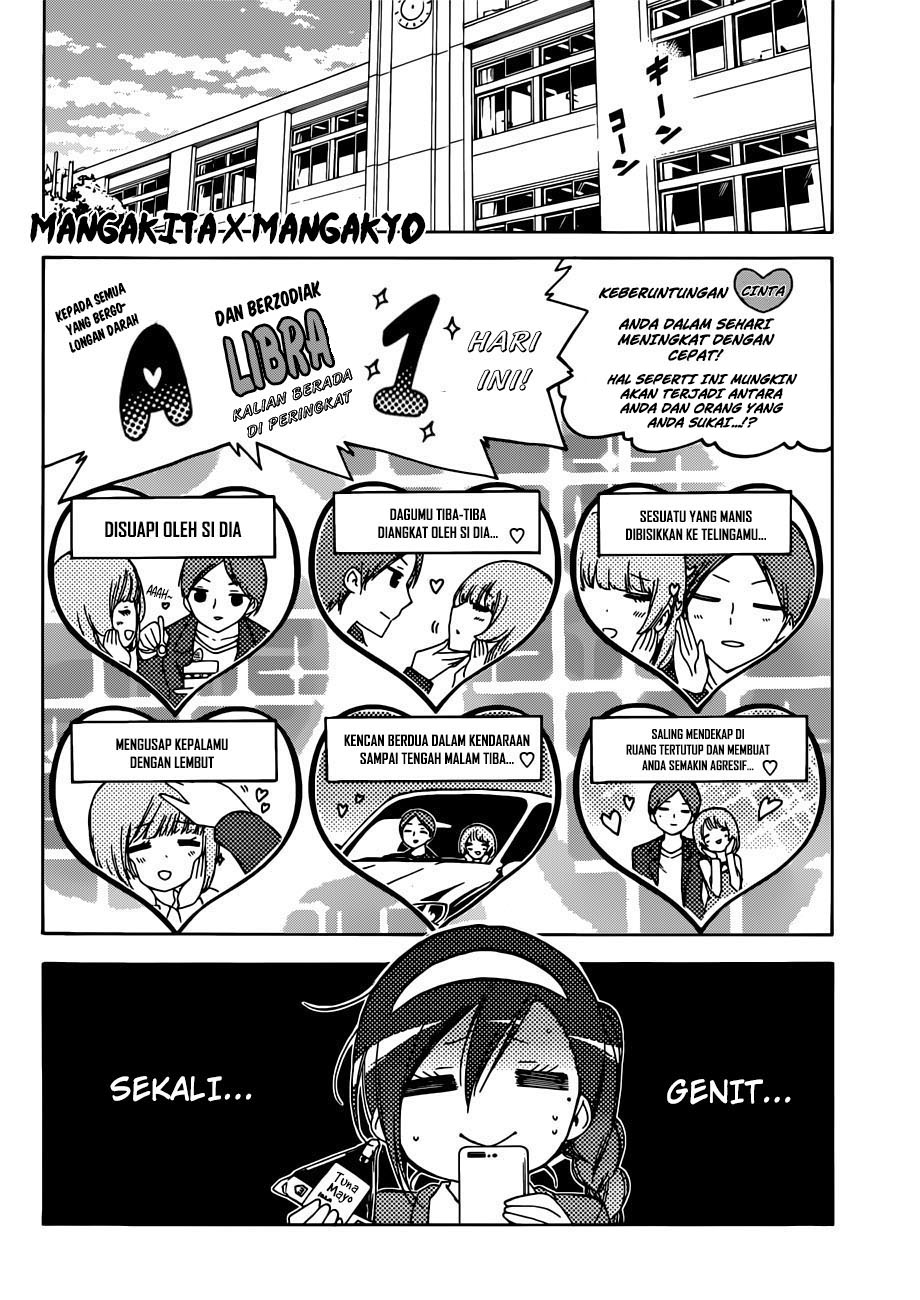 キーン
コーン
MANGAKITA X MANGAKYO
KEPADA SEMUA
YANG BERGO-
LONGAN DARAH
A
DAN BERZODIAK
LIBRA
KALIAN BERADA
DI PERINGKAT
1
HARI
INI!
KEBERUNTUNGAN CINTA
ANDA DALAM SEHARI
MENINGKAT DENGAN
CEPAT!
HAL SEPERTI INI MUNGKIN
AKAN TERJADI ANTARA
ANDA DAN ORANG YANG
ANDA SUKAI...!?
DISUAPI OLEH SI DIA
AAAH~
DAGUMU TIBA-TIBA
DIANGKAT OLEH SI DIA... ♡
SESUATU YANG MANIS
DIBISIKKAN KE TELINGAMU...
MENGUSAP KEPALAMU
DENGAN LEMBUT
KENCAN BERDUA DALAM KENDARAAN
SAMPAI TENGAH MALAM TIBA... ♡
SALING MENDEKAP DI
RUANG TERTUTUP DAN MEMBUAT
ANDA SEMAKIN AGRESIF... ♡
SEKALI...
GENIT...
Tuna
Mayo